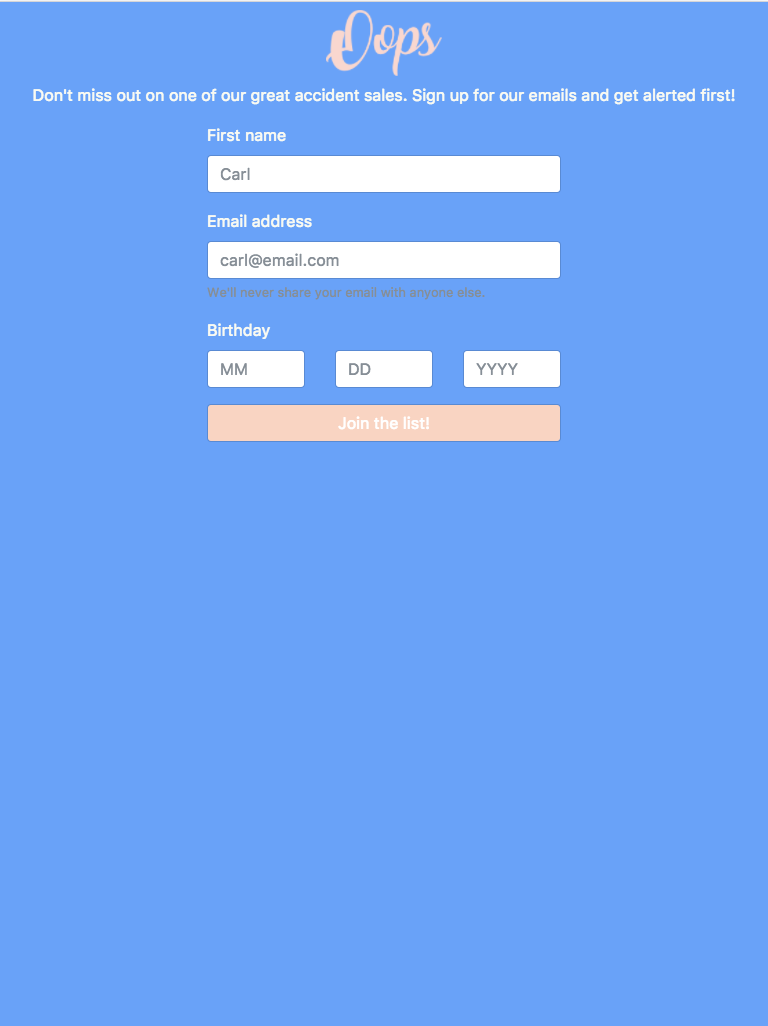 Oops
Don't miss out on one of our great accident sales. Sign up for our emails and get alerted first!
First name
Carl
Email address
carl@email.com
We'll never share your email with anyone else.
Birthday
MM DD YYYY
Join the list!